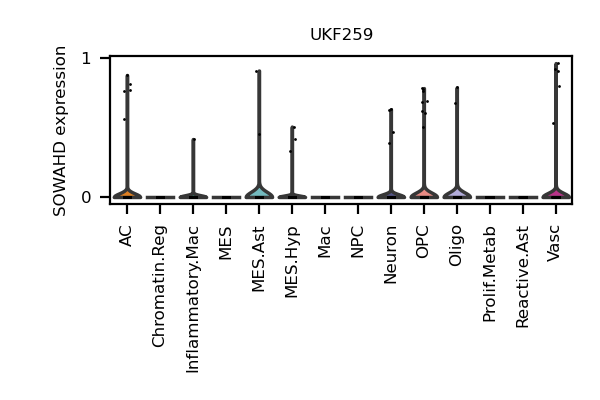 UKF259
SOWAHD expression
1
0
AC
Chromatin.Reg
Inflammatory.Mac
MES
MES.Ast
MES.Hyp
Mac
NPC
Neuron
OPC
Oligo
Prolif.Metab
Reactive.Ast
Vasc